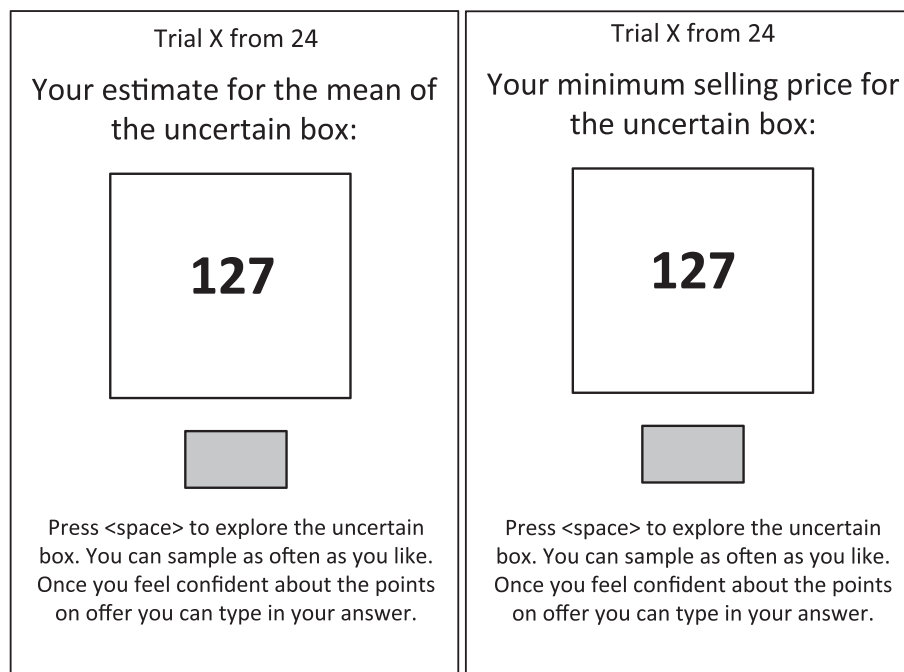 Trial X from 24
Your estimate for the mean of
the uncertain box:
127
Press <space> to explore the uncertain
box. You can sample as often as you like.
Once you feel confident about the points
on offer you can type in your answer.
Trial X from 24
Your minimum selling price for
the uncertain box:
127
Press <space> to explore the uncertain
box. You can sample as often as you like.
Once you feel confident about the points
on offer you can type in your answer.